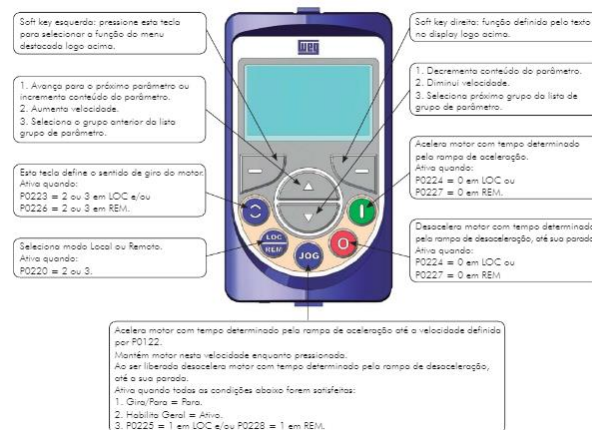 Soft key esquerda: pressione esta tecla
para selecionar a função do menu
destacada logo acima.
Soft key direita: função definida pelo texto
no display logo acima.
weg
1. Avança para o próximo parâmetro ou
incrementa conteúdo do parâmetro.
2. Aumenta velocidade.
3. Seleciona o grupo anterior da lista
grupo de parâmetro.
1. Decrementa conteúdo do parâmetro.
2. Diminui velocidade.
3. Seleciona próximo grupo da lista de
grupo de parâmetro.
Esta tecla define o sentido de giro do motor.
Ativa quando:
P0223 = 2 ou 3 em LOC e/ou
P0226 = 2 ou 3 em REM.
Acelera motor com tempo determinado
pela rampa de aceleração.
Ativa quando:
P0224 = 0 em LOC ou
P0227 = 0 em REM.
Seleciona modo Local ou Remoto.
Ativa quando:
P0220 = 2 ou 3.
LOC
REM
JOG
Desacelera motor com tempo determinado
pela rampa de desaceleração, até sua parada.
Ativa quando:
P0224 = 0 em LOC ou
P0227 = 0 em REM
Acelera motor com tempo determinado pela rampa de aceleração até a velocidade definida
por P0122.
Mantém motor nesta velocidade enquanto pressionada.
Ao ser liberada desacelera motor com tempo determinado pela rampa de desaceleração,
até a sua parada.
Ativa quando todas as condições abaixo forem satisfeitas:
1. Gira/Para = Para.
2. Habilita Geral = Ativo.
3. P0225 = 1 em LOC e/ou P0228 = 1 em REM.